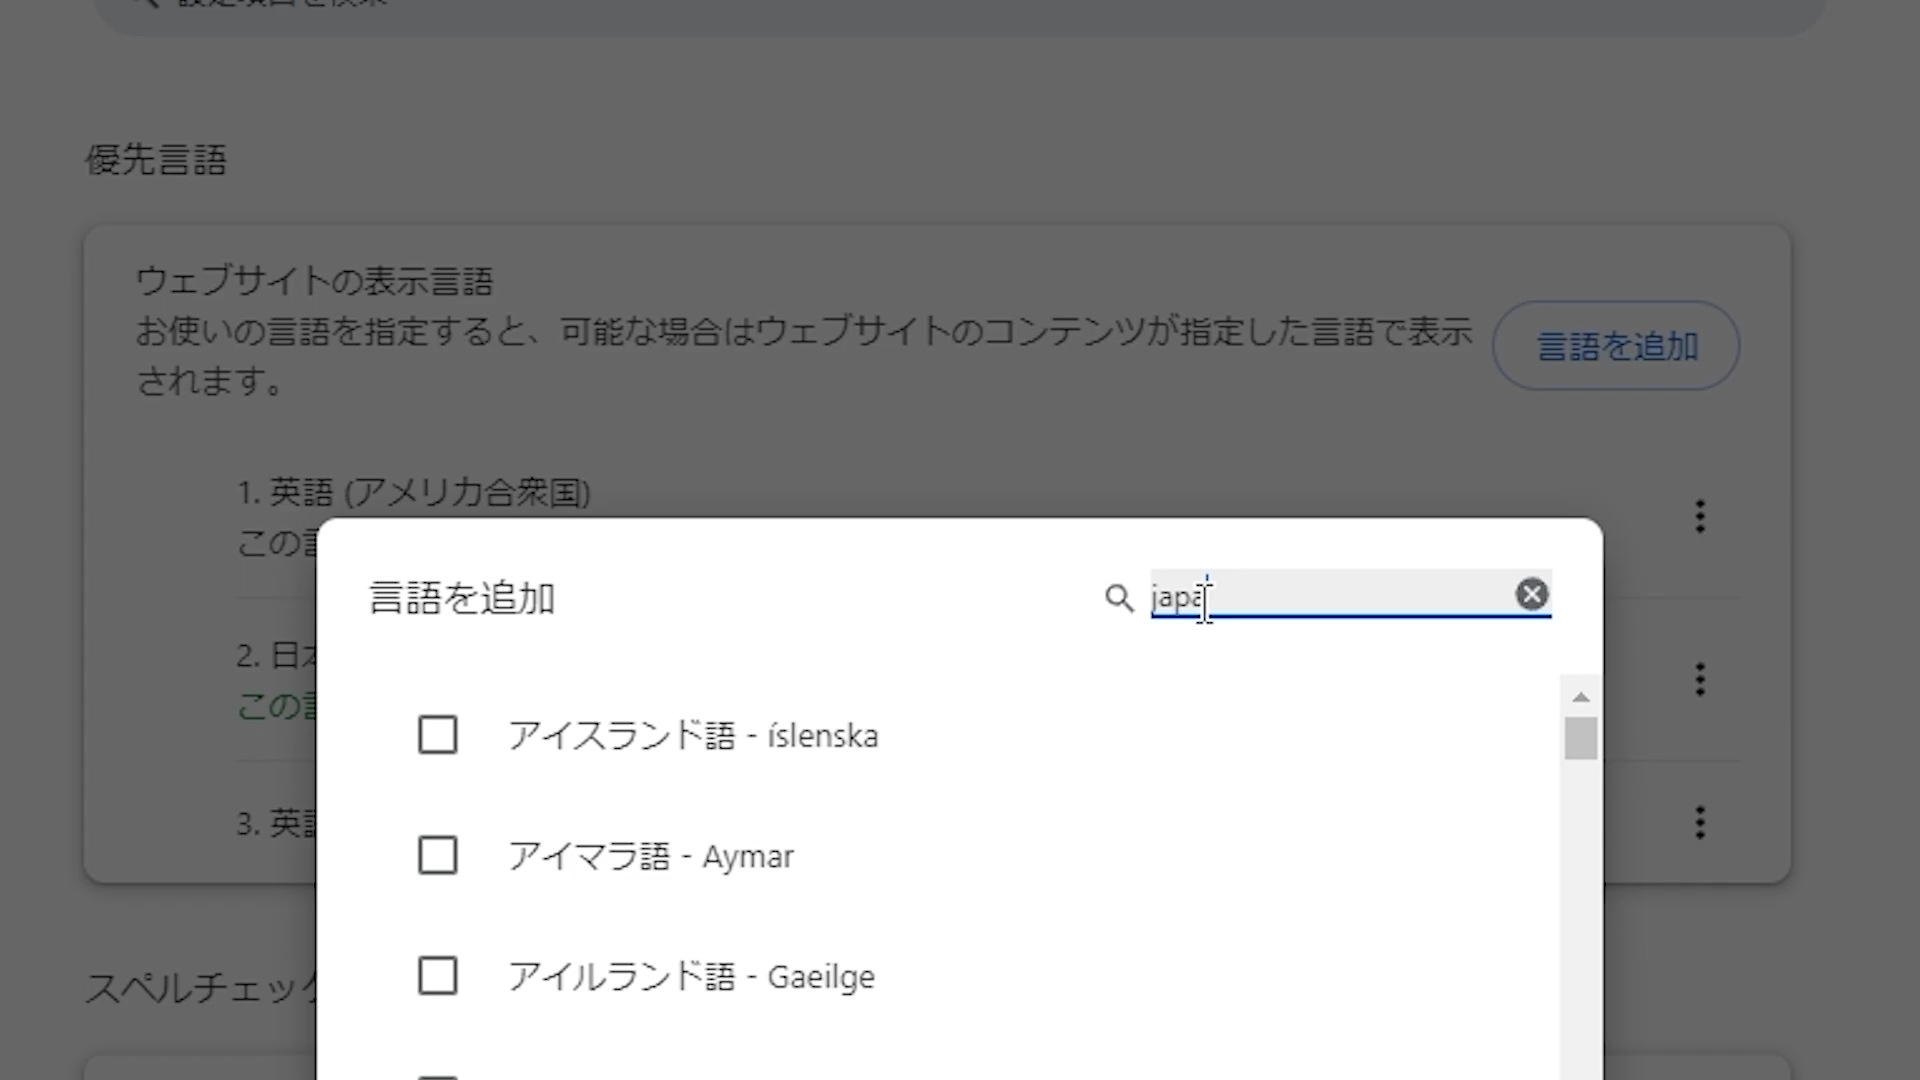 優先言語
ウェブサイトの表示言語
お使いの言語を指定すると、可能な場合はウェブサイトのコンテンツが指定した言語で表示
されます。
言語を追加
1. 英語 (アメリカ合衆国)
この言
2. 日本
この言
3. 英語
言語を追加
japa
アイスランド語 - íslenska
アイマラ語 - Aymar
アイルランド語 - Gaeilge
スペルチェック